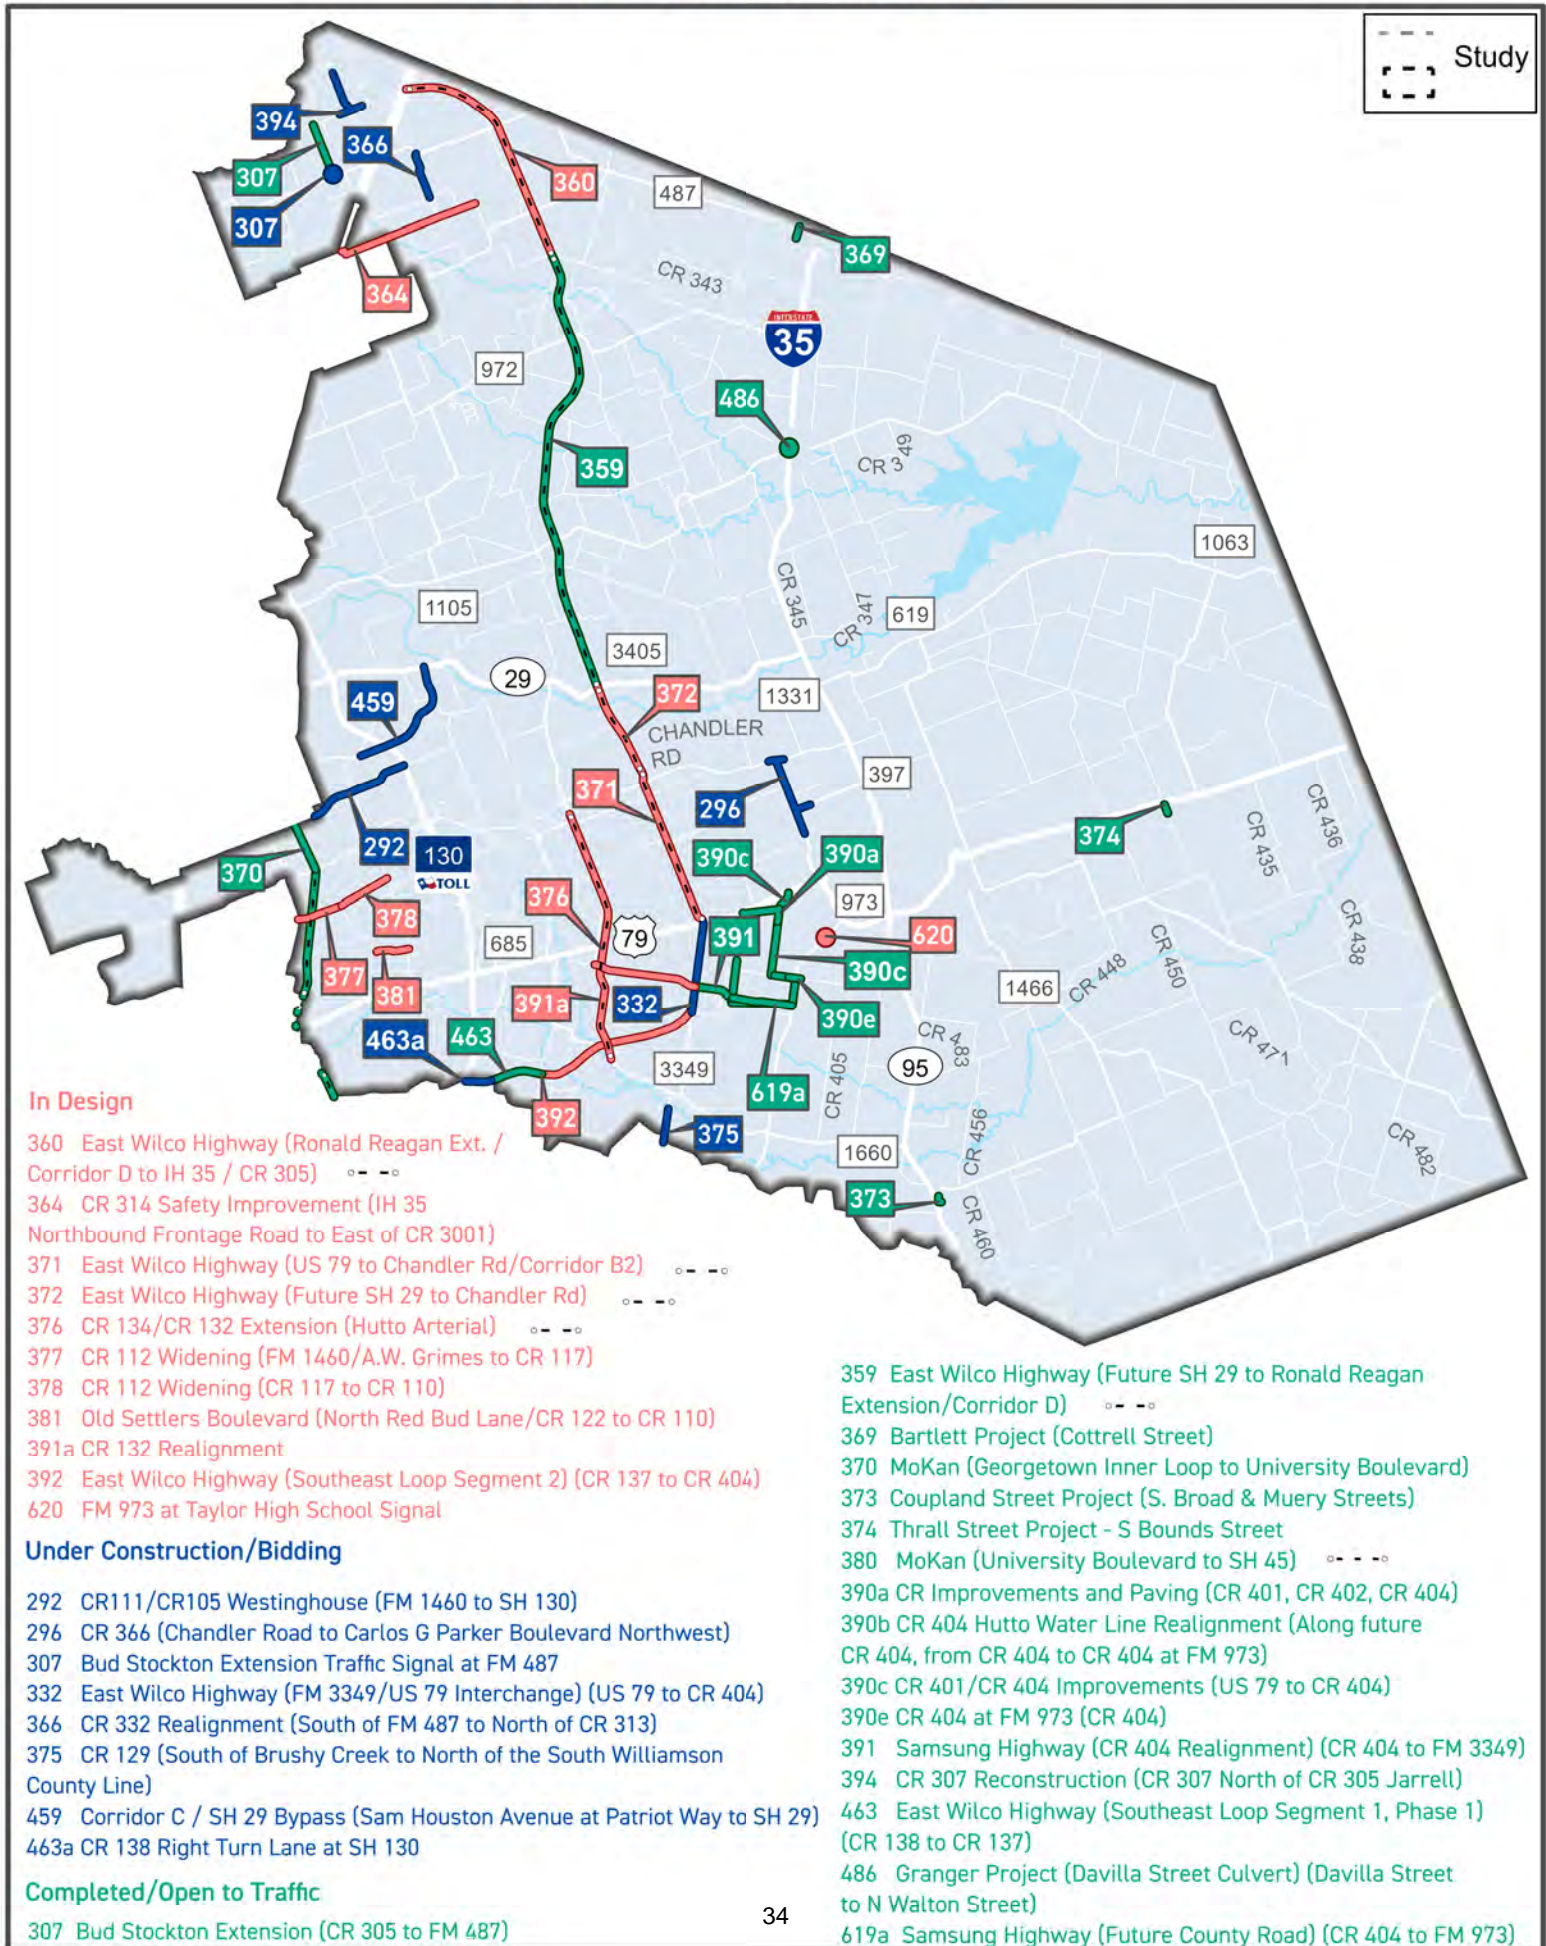 Study
394
366
307
307
360
487
369
364
CR 343
INTERSTATE
35
972
486
359
CR 349
1063
1105
CR 345
CR 347
619
3405
29
372
1331
459
CHANDLER
RD
397
371
296
CR 436
374
CR 435
292
130
TOLL
390c
390a
370
376
378
973
CR 438
685
79
391
620
CR 450
377
381
390c
CR 448
1466
391a
332
390e
463a
463
CR 483
CR 471
3349
95
619a
CR 405
392
375
CR 456
1660
CR 482
373
CR 460
In Design
360 East Wilco Highway (Ronald Reagan Ext. /
Corridor D to IH 35 / CR 305)
364 CR 314 Safety Improvement (IH 35
Northbound Frontage Road to East of CR 3001)
371 East Wilco Highway (US 79 to Chandler Rd/Corridor B2)
372 East Wilco Highway (Future SH 29 to Chandler Rd)
376 CR 134/CR 132 Extension (Hutto Arterial)
377 CR 112 Widening (FM 1460/A.W. Grimes to CR 117)
378 CR 112 Widening (CR 117 to CR 110)
381 Old Settlers Boulevard (North Red Bud Lane/CR 122 to CR 110)
391a CR 132 Realignment
392 East Wilco Highway (Southeast Loop Segment 2) (CR 137 to CR 404)
620 FM 973 at Taylor High School Signal
Under Construction/Bidding
292 CR111/CR105 Westinghouse (FM 1460 to SH 130)
296 CR 366 (Chandler Road to Carlos G Parker Boulevard Northwest)
307 Bud Stockton Extension Traffic Signal at FM 487
332 East Wilco Highway (FM 3349/US 79 Interchange) (US 79 to CR 404)
366 CR 332 Realignment (South of FM 487 to North of CR 313)
375 CR 129 (South of Brushy Creek to North of the South Williamson
County Line)
459 Corridor C / SH 29 Bypass (Sam Houston Avenue at Patriot Way to SH 29)
463a CR 138 Right Turn Lane at SH 130
Completed/Open to Traffic
307 Bud Stockton Extension (CR 305 to FM 487)
359 East Wilco Highway (Future SH 29 to Ronald Reagan
Extension/Corridor D)
369 Bartlett Project (Cottrell Street)
370 MoKan (Georgetown Inner Loop to University Boulevard)
373 Coupland Street Project (S. Broad & Muery Streets)
374 Thrall Street Project - S Bounds Street
380 MoKan (University Boulevard to SH 45)
390a CR Improvements and Paving (CR 401, CR 402, CR 404)
390b CR 404 Hutto Water Line Realignment (Along future
CR 404, from CR 404 to CR 404 at FM 973)
390c CR 401/CR 404 Improvements (US 79 to CR 404)
390e CR 404 at FM 973 (CR 404)
391 Samsung Highway (CR 404 Realignment) (CR 404 to FM 3349)
394 CR 307 Reconstruction (CR 307 North of CR 305 Jarrell)
463 East Wilco Highway (Southeast Loop Segment 1, Phase 1)
(CR 138 to CR 137)
486 Granger Project (Davilla Street Culvert) (Davilla Street
to N Walton Street)
619a Samsung Highway (Future County Road) (CR 404 to FM 973)
34